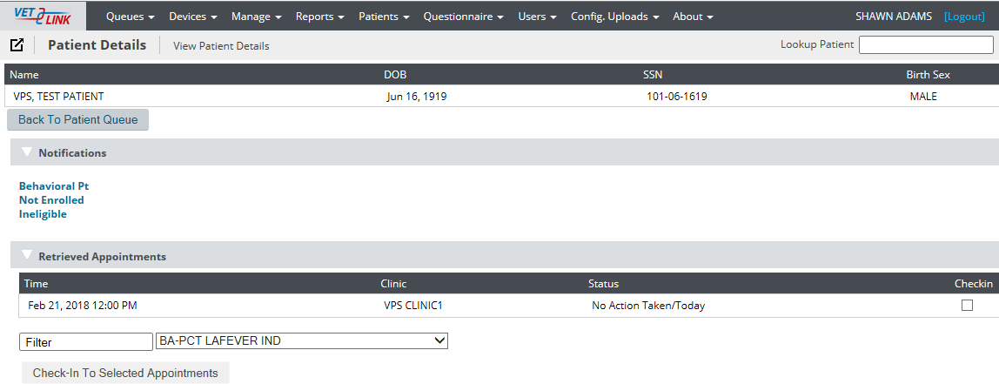 VET LINK Queues Devices Manage Reports Patients Questionnaire Users Config. Uploads About SHAWN ADAMS [Logout]
Patient Details View Patient Details Lookup Patient
Name DOB SSN Birth Sex
VPS, TEST PATIENT Jun 16, 1919 101-06-1619 MALE
Back To Patient Queue
Notifications
Behavioral Pt
Not Enrolled
Ineligible
Retrieved Appointments
Time Clinic Status Checkin
Feb 21, 2018 12:00 PM VPS CLINIC1 No Action Taken/Today
Filter BA-PCT LAFEVER IND
Check-In To Selected Appointments